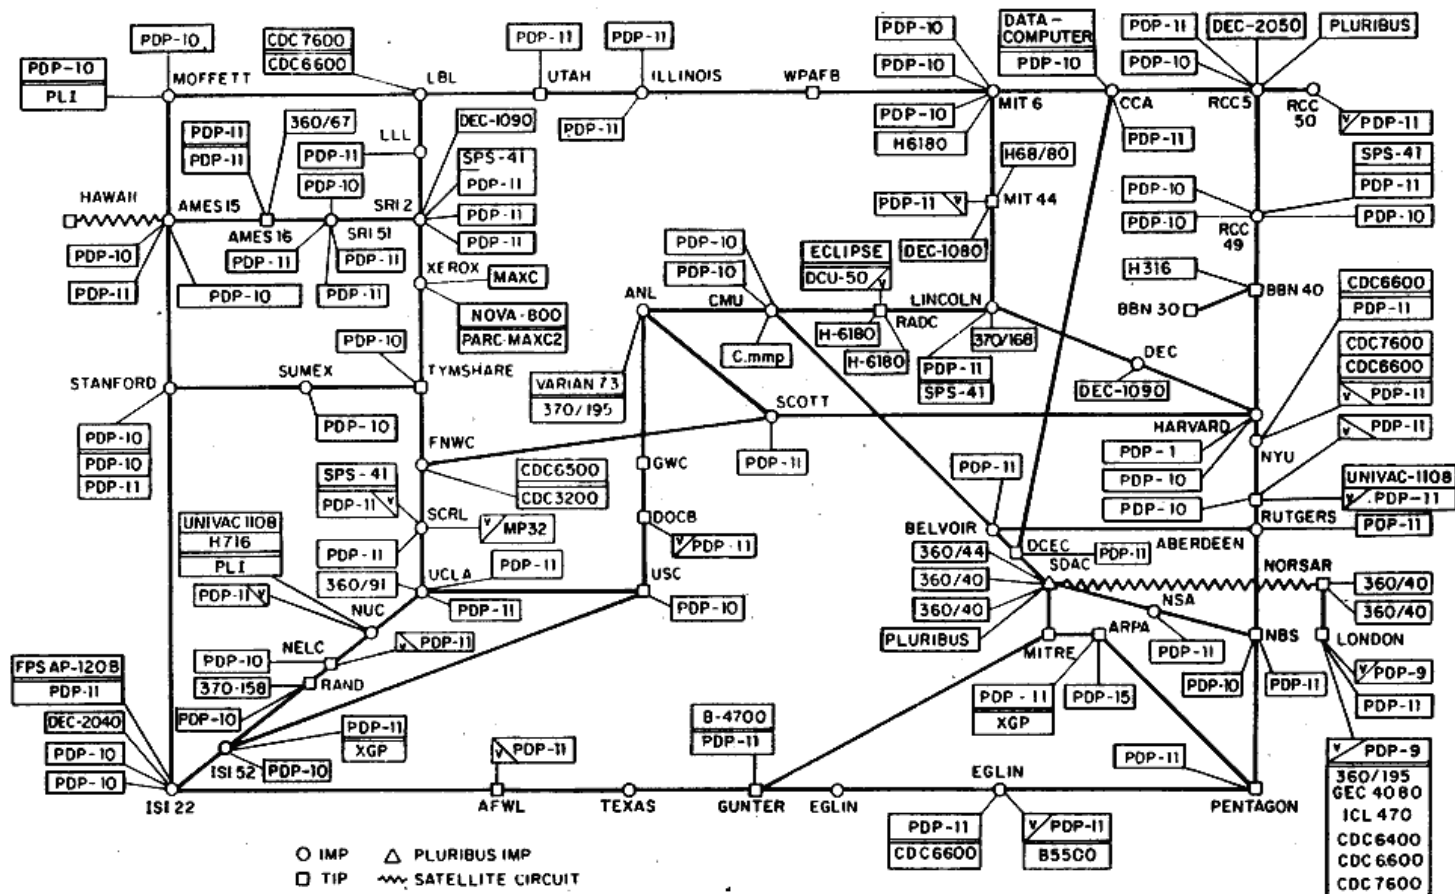 PDP-10
CDC 7600
CDC 6600
PDP-11
PDP-11
PDP-10
DATA-
COMPUTER
PDP-10
PDP-11
DEC-2050
PLURIBUS
PDP-10
PLI
MOFFETT
LBL
UTAH
ILLINOIS
WPAFB
PDP-10
PDP-10
MIT 6
CCA
RCC 5
RCC
50
PDP-10
PDP-11
PDP-10
H6180
PDP-11
V PDP-11
PDP-11
PDP-11
360/67
LLL
PDP-11
DEC-1090
SPS-41
PDP-11
H68/80
SPS-41
PDP-11
HAWAII
PDP-10
PDP-11
MIT 44
PDP-10
AMES 15
AMES 16
SRI 51
SRI 2
PDP-11
PDP-11
PDP-10
PDP-10
RCC
49
PDP-10
PDP-11
PDP-11
PDP-11
PDP-10
PDP-11
PDP-10
PDP-10
ECLIPSE
DCU-50
DEC-1080
XEROX
MAXC
H316
BBN 40
BBN 30
CDC6600
PDP-11
ANL
CMU
RADC
LINCOLN
NOVA-800
PARC-MAXC2
C.mmp
H-6180
H-6180
370/168
DEC
CDC7600
CDC6600
V PDP-11
PDP-10
STANFORD
SUMEX
TYMSHARE
VARIAN 73
370/195
PDP-11
SPS-41
DEC-1090
SCOTT
HARVARD
V PDP-11
PDP-10
PDP-10
PDP-10
PDP-11
FNWC
PDP-11
PDP-11
PDP-1
PDP-10
PDP-10
NYU
SPS-41
PDP-11
CDC6500
CDC3200
GWC
UNIVAC-1108
V PDP-11
UNIVAC 1108
H716
PLI
SCRL
V MP32
DOCB
V PDP-11
BELVOIR
RUTGERS
PDP-11
ABERDEEN
PDP-11
360/91
UCLA
PDP-11
PDP-11
USC
PDP-10
360/44
360/40
360/40
PLURIBUS
DCEC
PDP-11
SDAC
NORSAR
360/40
360/40
PDP-11
NUC
NSA
NELC
V PDP-11
PDP-10
MITRE
ARPA
PDP-11
NBS
LONDON
FPS AP-120B
PDP-11
370-158
RAND
PDP-11
XGP
PDP-15
PDP-10
PDP-11
V PDP-9
PDP-11
DEC-2040
PDP-10
PDP-10
PDP-10
PDP-11
XGP
B-4700
PDP-11
V PDP-11
ISI 52
PDP-10
PDP-11
V PDP-9
360/195
GEC 4080
ICL 470
CDC6400
CDC6600
CDC7600
EGLIN
ISI 22
AFWL
TEXAS
GUNTER
EGLIN
PENTAGON
PDP-11
CDC6600
V PDP-11
B5500
IMP
PLURIBUS IMP
TIP
SATELLITE CIRCUIT